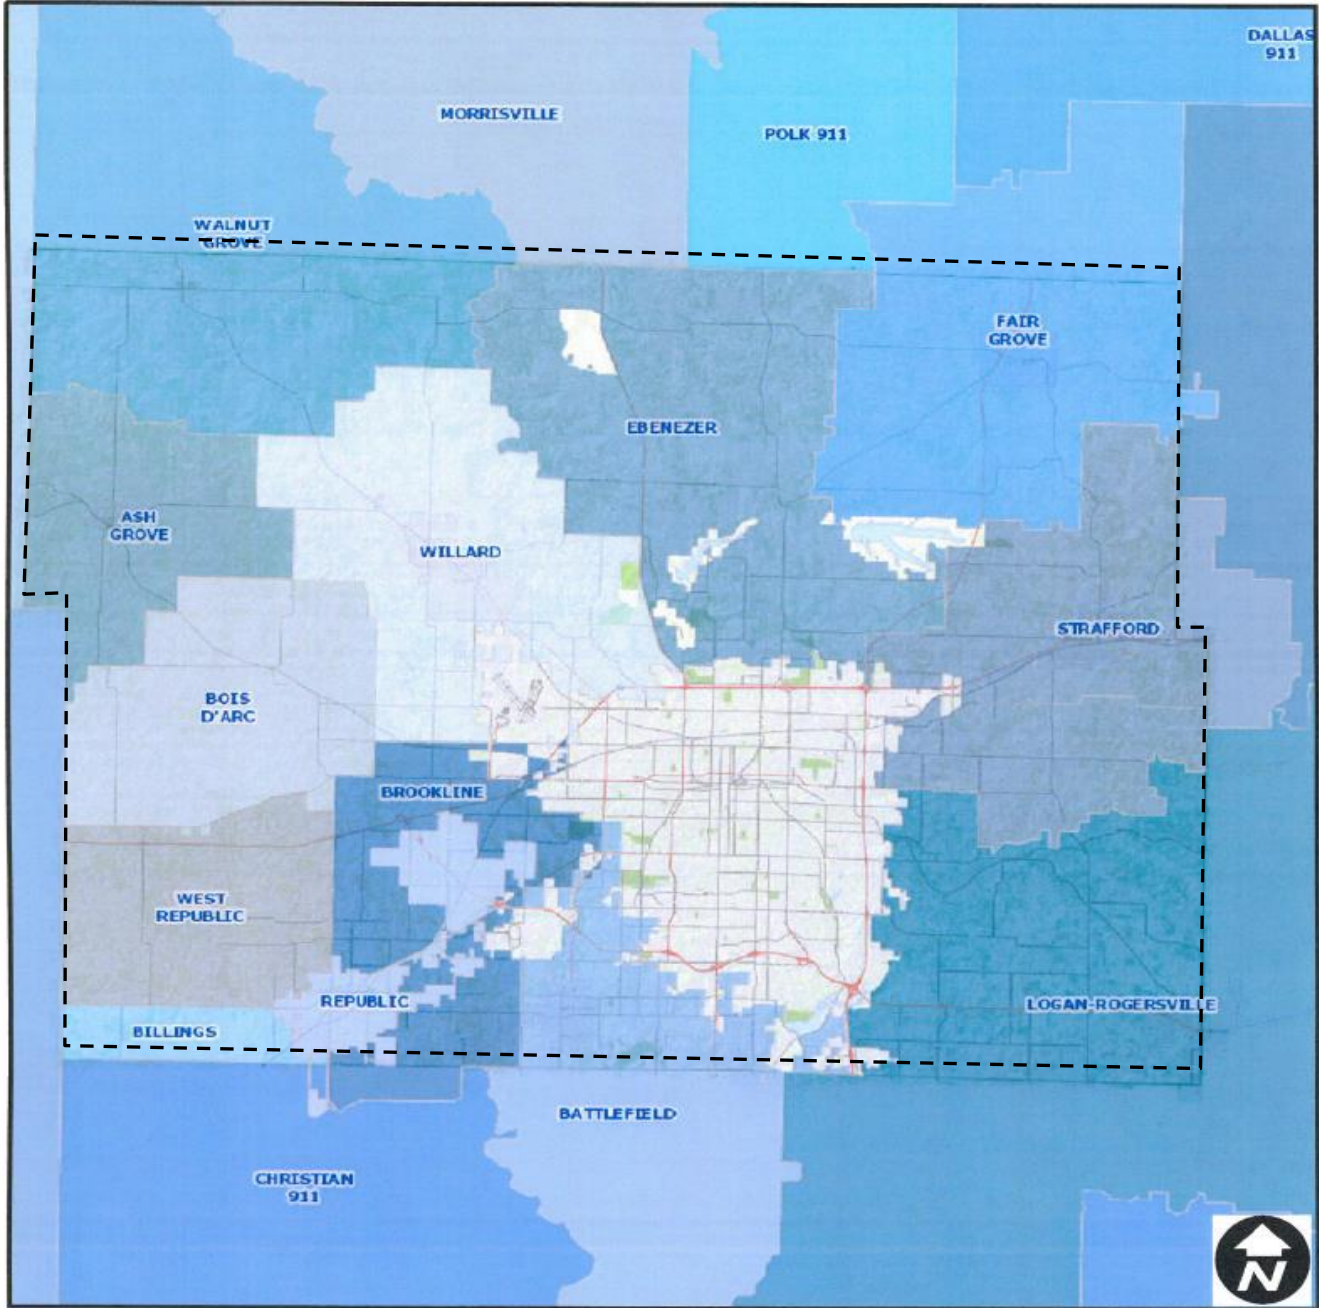 DALLAS
911
MORRISVILLE
POLK 911
WALNUT
GROVE
FAIR
GROVE
EBENEZER
ASH
GROVE
WILLARD
STRAFFORD
BOIS
D'ARC
BROOKLINE
WEST
REPUBLIC
REPUBLIC
LOGAN-ROGERSVILLE
BILLINGS
BATTLEFIELD
CHRISTIAN
911
N